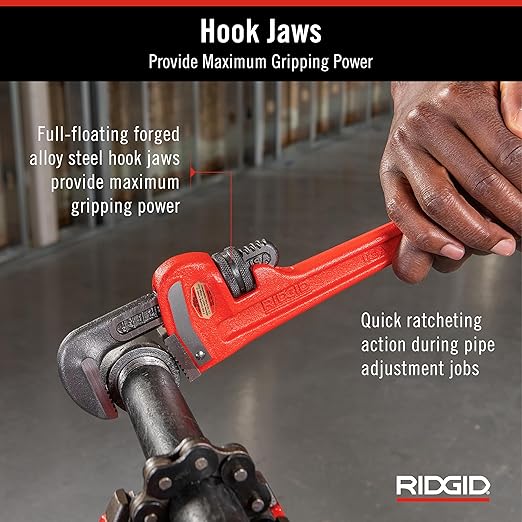 Hook Jaws
Provide Maximum Gripping Power
Full-floating forged
alloy steel hook jaws
provide maximum
gripping power
RIDGID
Quick ratcheting
action during pipe
adjustment jobs
RIDGID